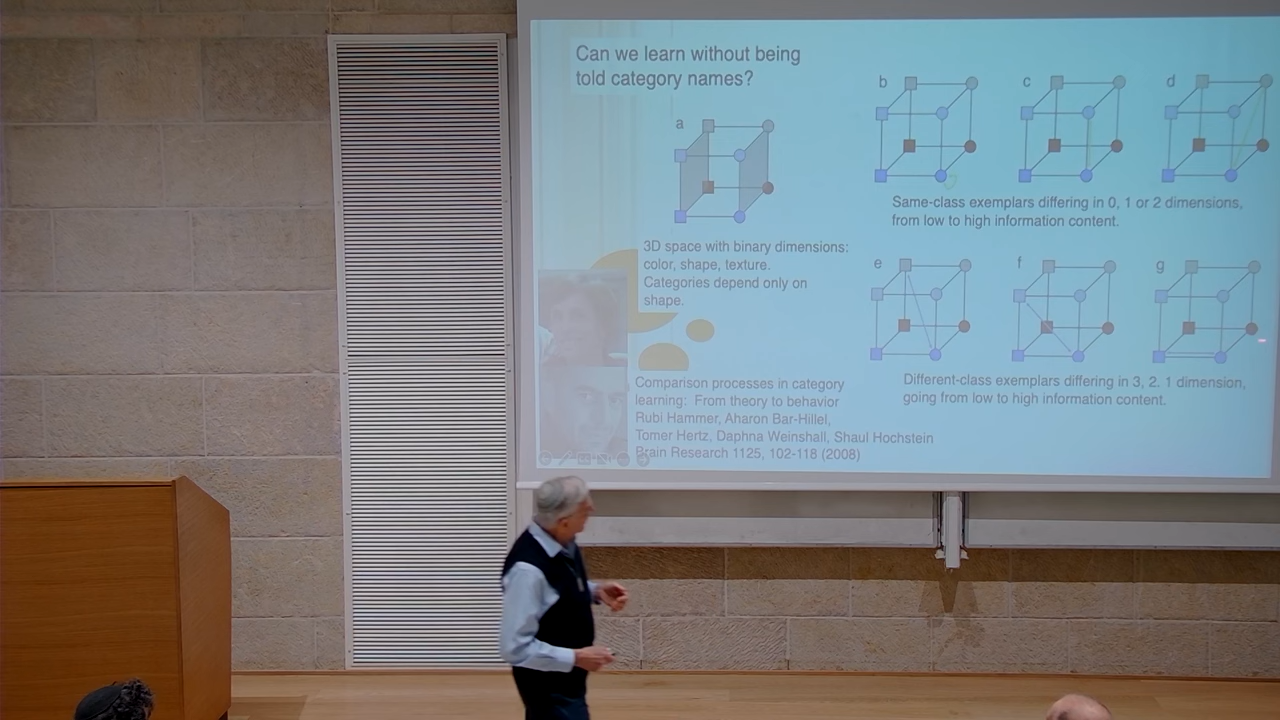 Can we learn without being
told category names?
a
3D space with binary dimensions:
color, shape, texture.
Categories depend only on
shape.
b
c
d
Same-class exemplars differing in 0, 1 or 2 dimensions,
from low to high information content.
e
f
g
Different-class exemplars differing in 3, 2. 1 dimension,
going from low to high information content.
Comparison processes in category
learning: From theory to behavior
Rubi Hammer, Aharon Bar-Hillel,
Tomer Hertz, Daphna Weinshall, Shaul Hochstein
Brain Research 1125, 102-118 (2008)